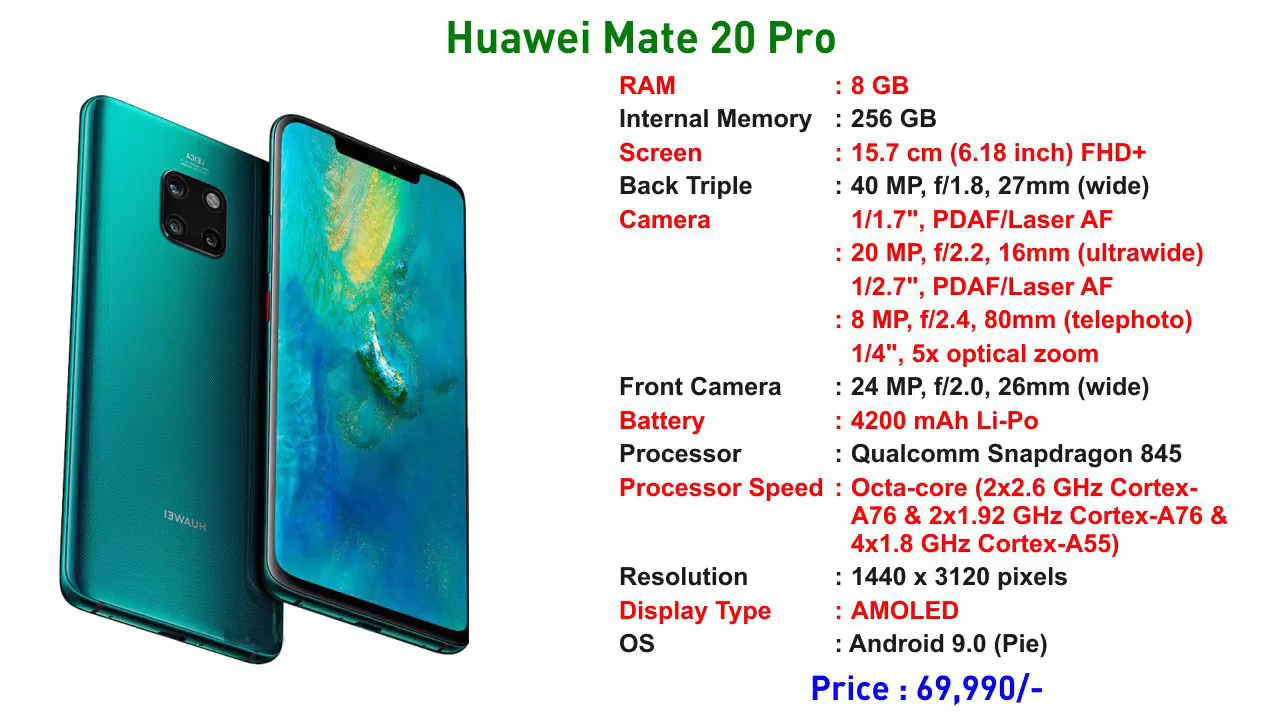 Huawei Mate 20 Pro
RAM : 8 GB
Internal Memory : 256 GB
Screen : 15.7 cm (6.18 inch) FHD+
Back Triple : 40 MP, f/1.8, 27mm (wide)
Camera 1/1.7", PDAF/Laser AF
: 20 MP, f/2.2, 16mm (ultrawide)
1/2.7", PDAF/Laser AF
: 8 MP, f/2.4, 80mm (telephoto)
1/4", 5x optical zoom
Front Camera : 24 MP, f/2.0, 26mm (wide)
Battery : 4200 mAh Li-Po
Processor : Qualcomm Snapdragon 845
Processor Speed : Octa-core (2x2.6 GHz Cortex-
A76 & 2x1.92 GHz Cortex-A76 &
4x1.8 GHz Cortex-A55)
Resolution : 1440 x 3120 pixels
Display Type : AMOLED
OS : Android 9.0 (Pie)
Price : 69,990/-
LEICA
HUAWEI